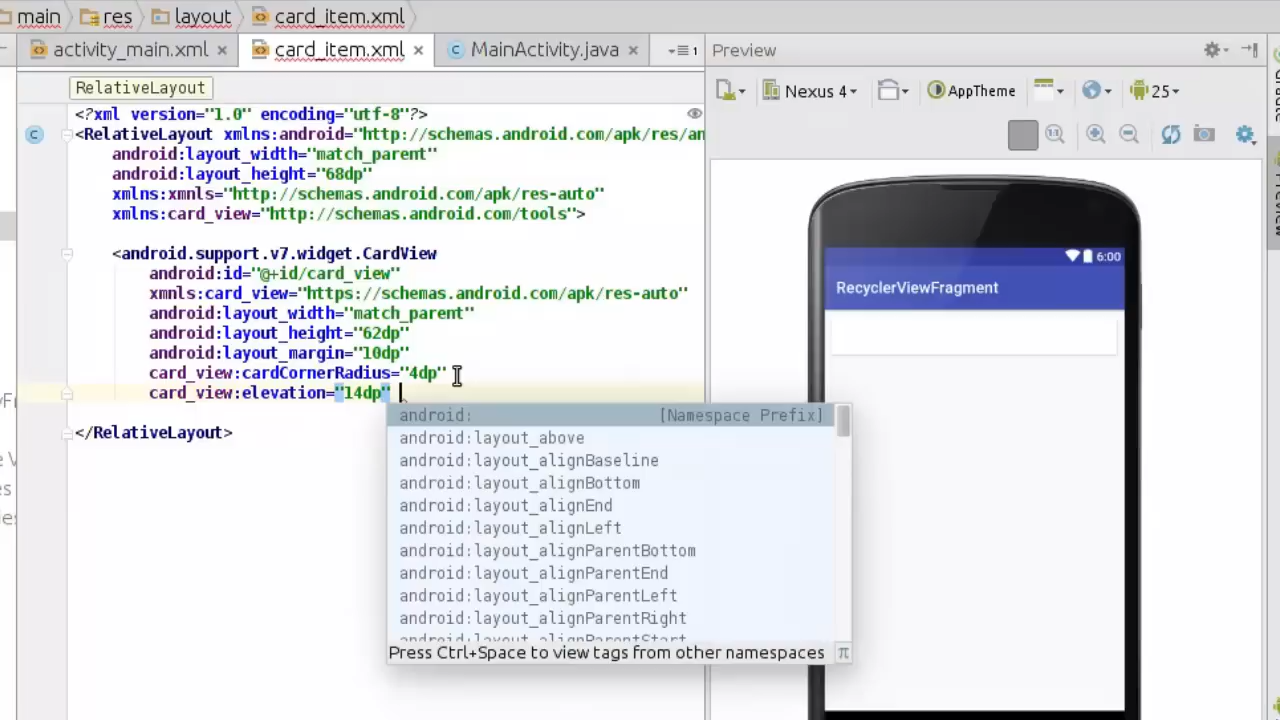 main res layout card_item.xml
activity_main.xml card_item.xml MainActivity.java 1 Preview
RelativeLayout Nexus 4 AppTheme 25
<?xml version="1.0" encoding="utf-8"?>
<RelativeLayout xmlns:android="http://schemas.android.com/apk/res/an
android:layout_width="match_parent"
android:layout_height="68dp"
xmlns:xmnls="http://schemas.android.com/apk/res-auto"
xmlns:card_view="http://schemas.android.com/tools">
<android.support.v7.widget.CardView
android:id="@+id/card_view"
xmnls:card_view="https://schemas.android.com/apk/res-auto"
android:layout_width="match_parent"
android:layout_height="62dp"
android:layout_margin="10dp"
card_view:cardCornerRadius="4dp"
card_view:elevation="14dp"
</RelativeLayout>
android: [Namespace Prefix]
android:layout_above
android:layout_alignBaseline
android:layout_alignBottom
android:layout_alignEnd
android:layout_alignLeft
android:layout_alignParentBottom
android:layout_alignParentEnd
android:layout_alignParentLeft
android:layout_alignParentRight
android:layout_alignParentStart
Press Ctrl+Space to view tags from other namespaces π
6:00
RecyclerViewFragment